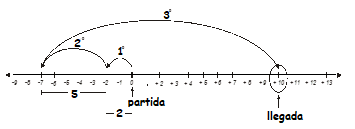 3°
2°
1°
-9 -8 -7 -6 -5 -4 -3 -2 -1 0 +1 +2 +3 +4 +5 +6 +7 +8 +9 +10 +11 +12 +13
5 partida
-2- llegada